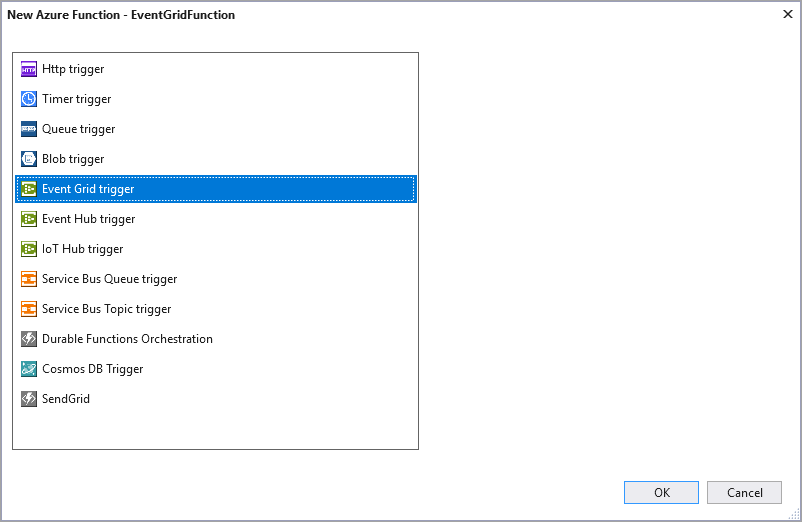 New Azure Function - EventGridFunction
Http trigger
Timer trigger
Queue trigger
Blob trigger
Event Grid trigger
Event Hub trigger
IoT Hub trigger
Service Bus Queue trigger
Service Bus Topic trigger
Durable Functions Orchestration
Cosmos DB Trigger
SendGrid
OK Cancel